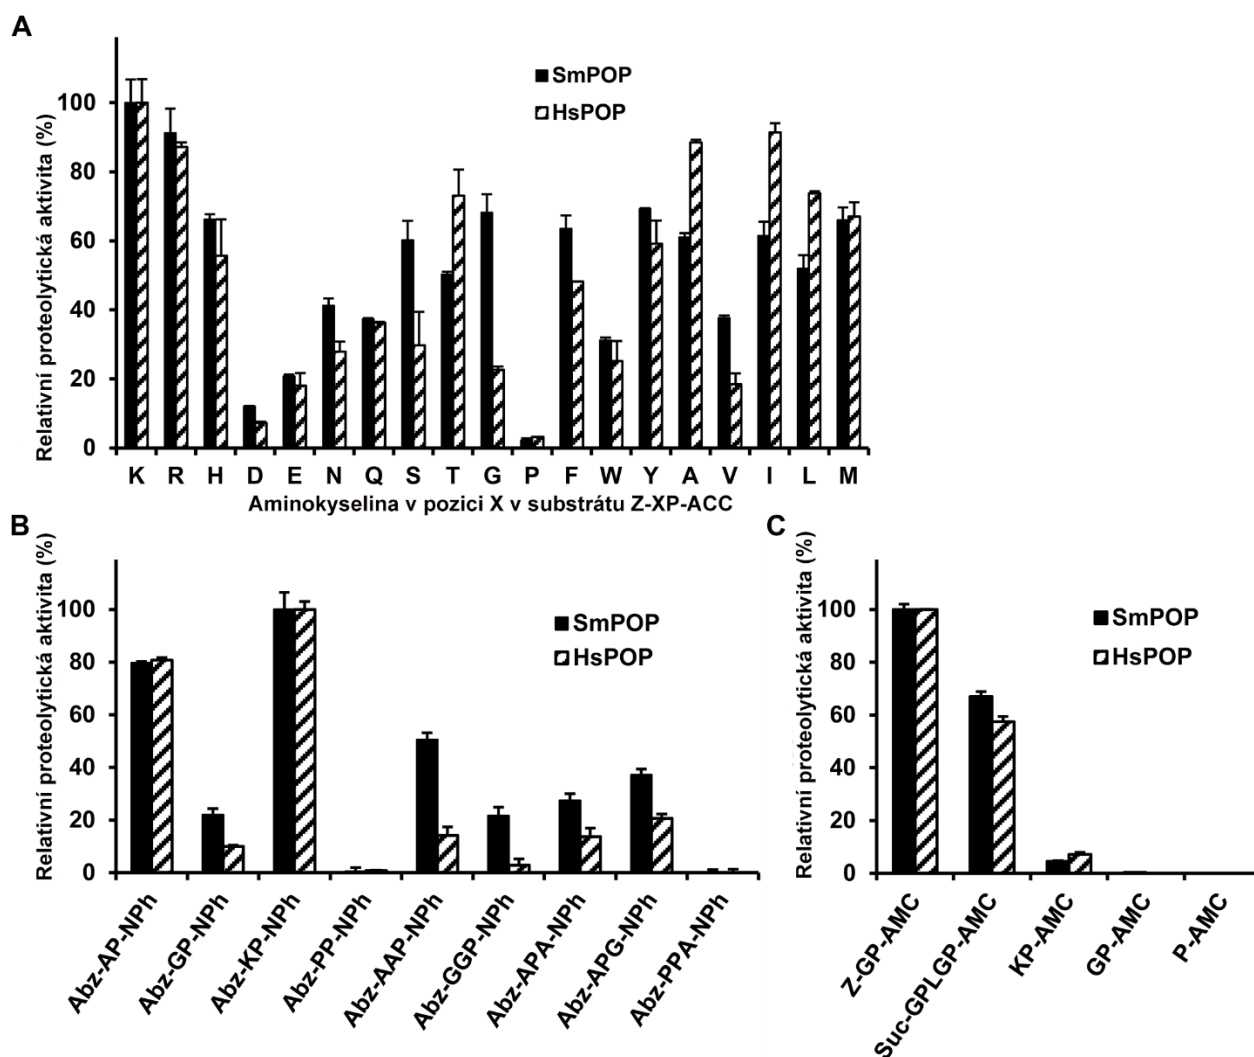 A
SmPOP
HsPOP
Relativní proteolytická aktivita (%)
100
80
60
40
20
0
K R H D E N Q S T G P F W Y A V I L M
Aminokyselina v pozici X v substrátu Z-XP-ACC
B
SmPOP
HsPOP
Relativní proteolytická aktivita (%)
100
80
60
40
20
0
Abz-AP-NPh
Abz-GP-NPh
Abz-KP-NPh
Abz-PP-NPh
Abz-AAP-NPh
Abz-GGP-NPh
Abz-APA-NPh
Abz-APG-NPh
Abz-PPA-NPh
C
SmPOP
HsPOP
Relativní proteolytická aktivita (%)
100
80
60
40
20
0
Z-GP-AMC
Suc-GPLGP-AMC
KP-AMC
GP-AMC
P-AMC